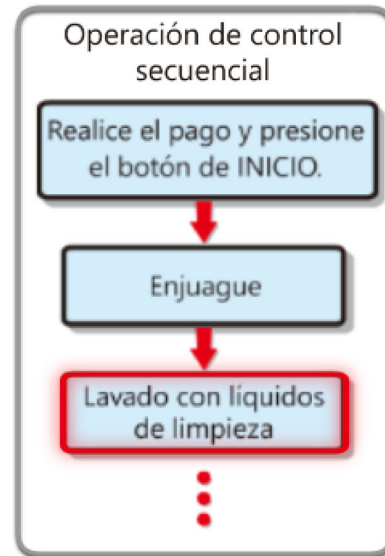 Operación de control
secuencial
Realice el pago y presione
el botón de INICIO.
Enjuague
Lavado con líquidos
de limpieza